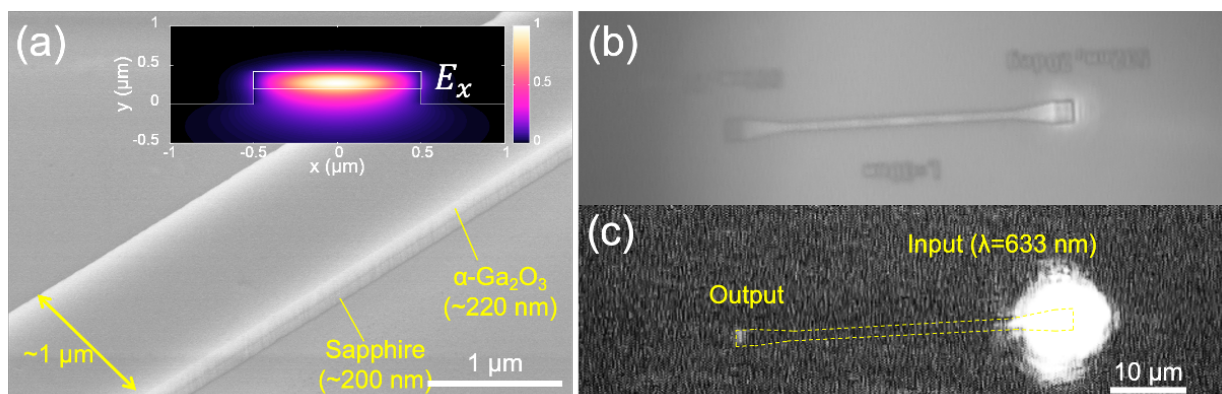 (a)
1
0.5
0
-0.5
y (µm)
-1
-0.5
0
0.5
1
x (µm)
Eₓ
1
0.5
0
α-Ga₂O₃
(~220 nm)
Sapphire
(~200 nm)
~1 µm
1 µm
(b)
(c)
Input (λ=633 nm)
Output
10 µm